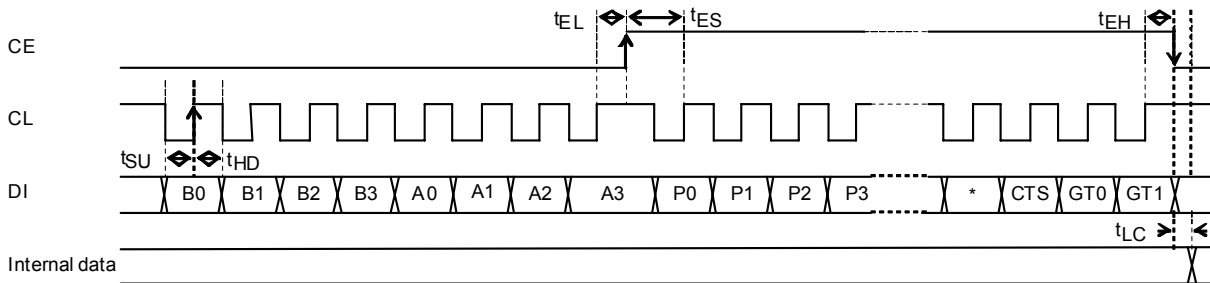 tEL tES tEH
CE
CL
tSU tHD
DI B0 B1 B2 B3 A0 A1 A2 A3 P0 P1 P2 P3 * CTS GT0 GT1
tLC
Internal data